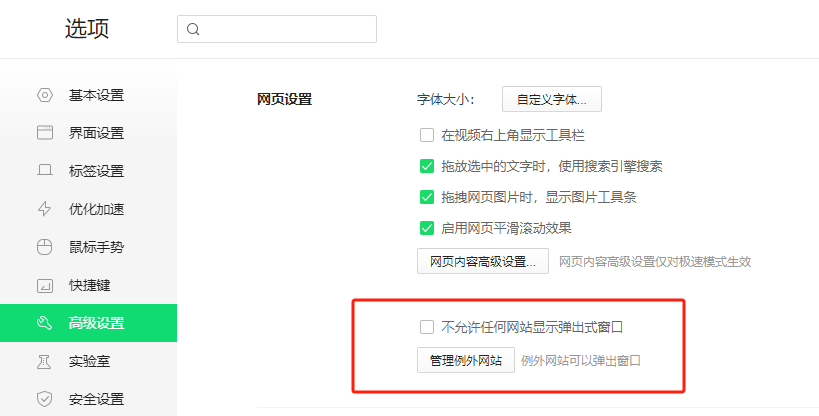 选项
基本设置
界面设置
标签设置
优化加速
鼠标手势
快捷键
高级设置
实验室
安全设置
网页设置
字体大小： 自定义字体...
在视频右上角显示工具栏
拖放选中的文字时，使用搜索引擎搜索
拖拽网页图片时，显示图片工具条
启用网页平滑滚动效果
网页内容高级设置... 网页内容高级设置仅对极速模式生效
不允许任何网站显示弹出式窗口
管理例外网站 例外网站可以弹出窗口